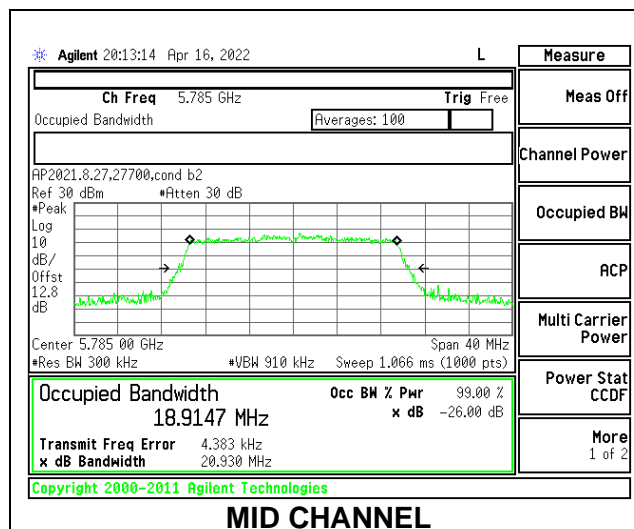 Agilent 20:13:14 Apr 16, 2022 L
Measure
Ch Freq 5.785 GHz Trig Free
Meas Off
Occupied Bandwidth Averages: 100
Channel Power
AP2021.8.27,27700,cond b2
Ref 30 dBm #Atten 30 dB
#Peak
Log
10
dB/
Offst
12.8
dB
Occupied BW
ACP
Center 5.785 00 GHz Span 40 MHz
#Res BW 300 kHz #VBW 910 kHz Sweep 1.066 ms (1000 pts)
Multi Carrier
Power
Occupied Bandwidth Occ BW % Pwr 99.00 %
18.9147 MHz x dB -26.00 dB
Transmit Freq Error 4.383 kHz
x dB Bandwidth 20.930 MHz
Power Stat
CCDF
More
1 of 2
Copyright 2000-2011 Agilent Technologies
MID CHANNEL